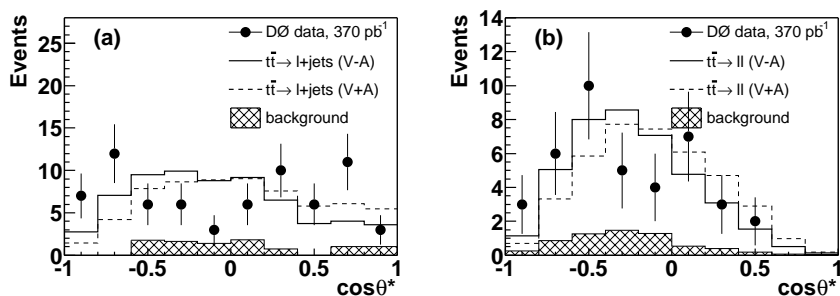 Events
25
20
15
10
5
0
(a)
DØ data, 370 pb⁻¹
tt̄→ l+jets (V-A)
tt̄→ l+jets (V+A)
background
-1 -0.5 0 0.5 1
cosθ*
Events
14
12
10
8
6
4
2
0
(b)
DØ data, 370 pb⁻¹
tt̄→ ll (V-A)
tt̄→ ll (V+A)
background
-1 -0.5 0 0.5 1
cosθ*